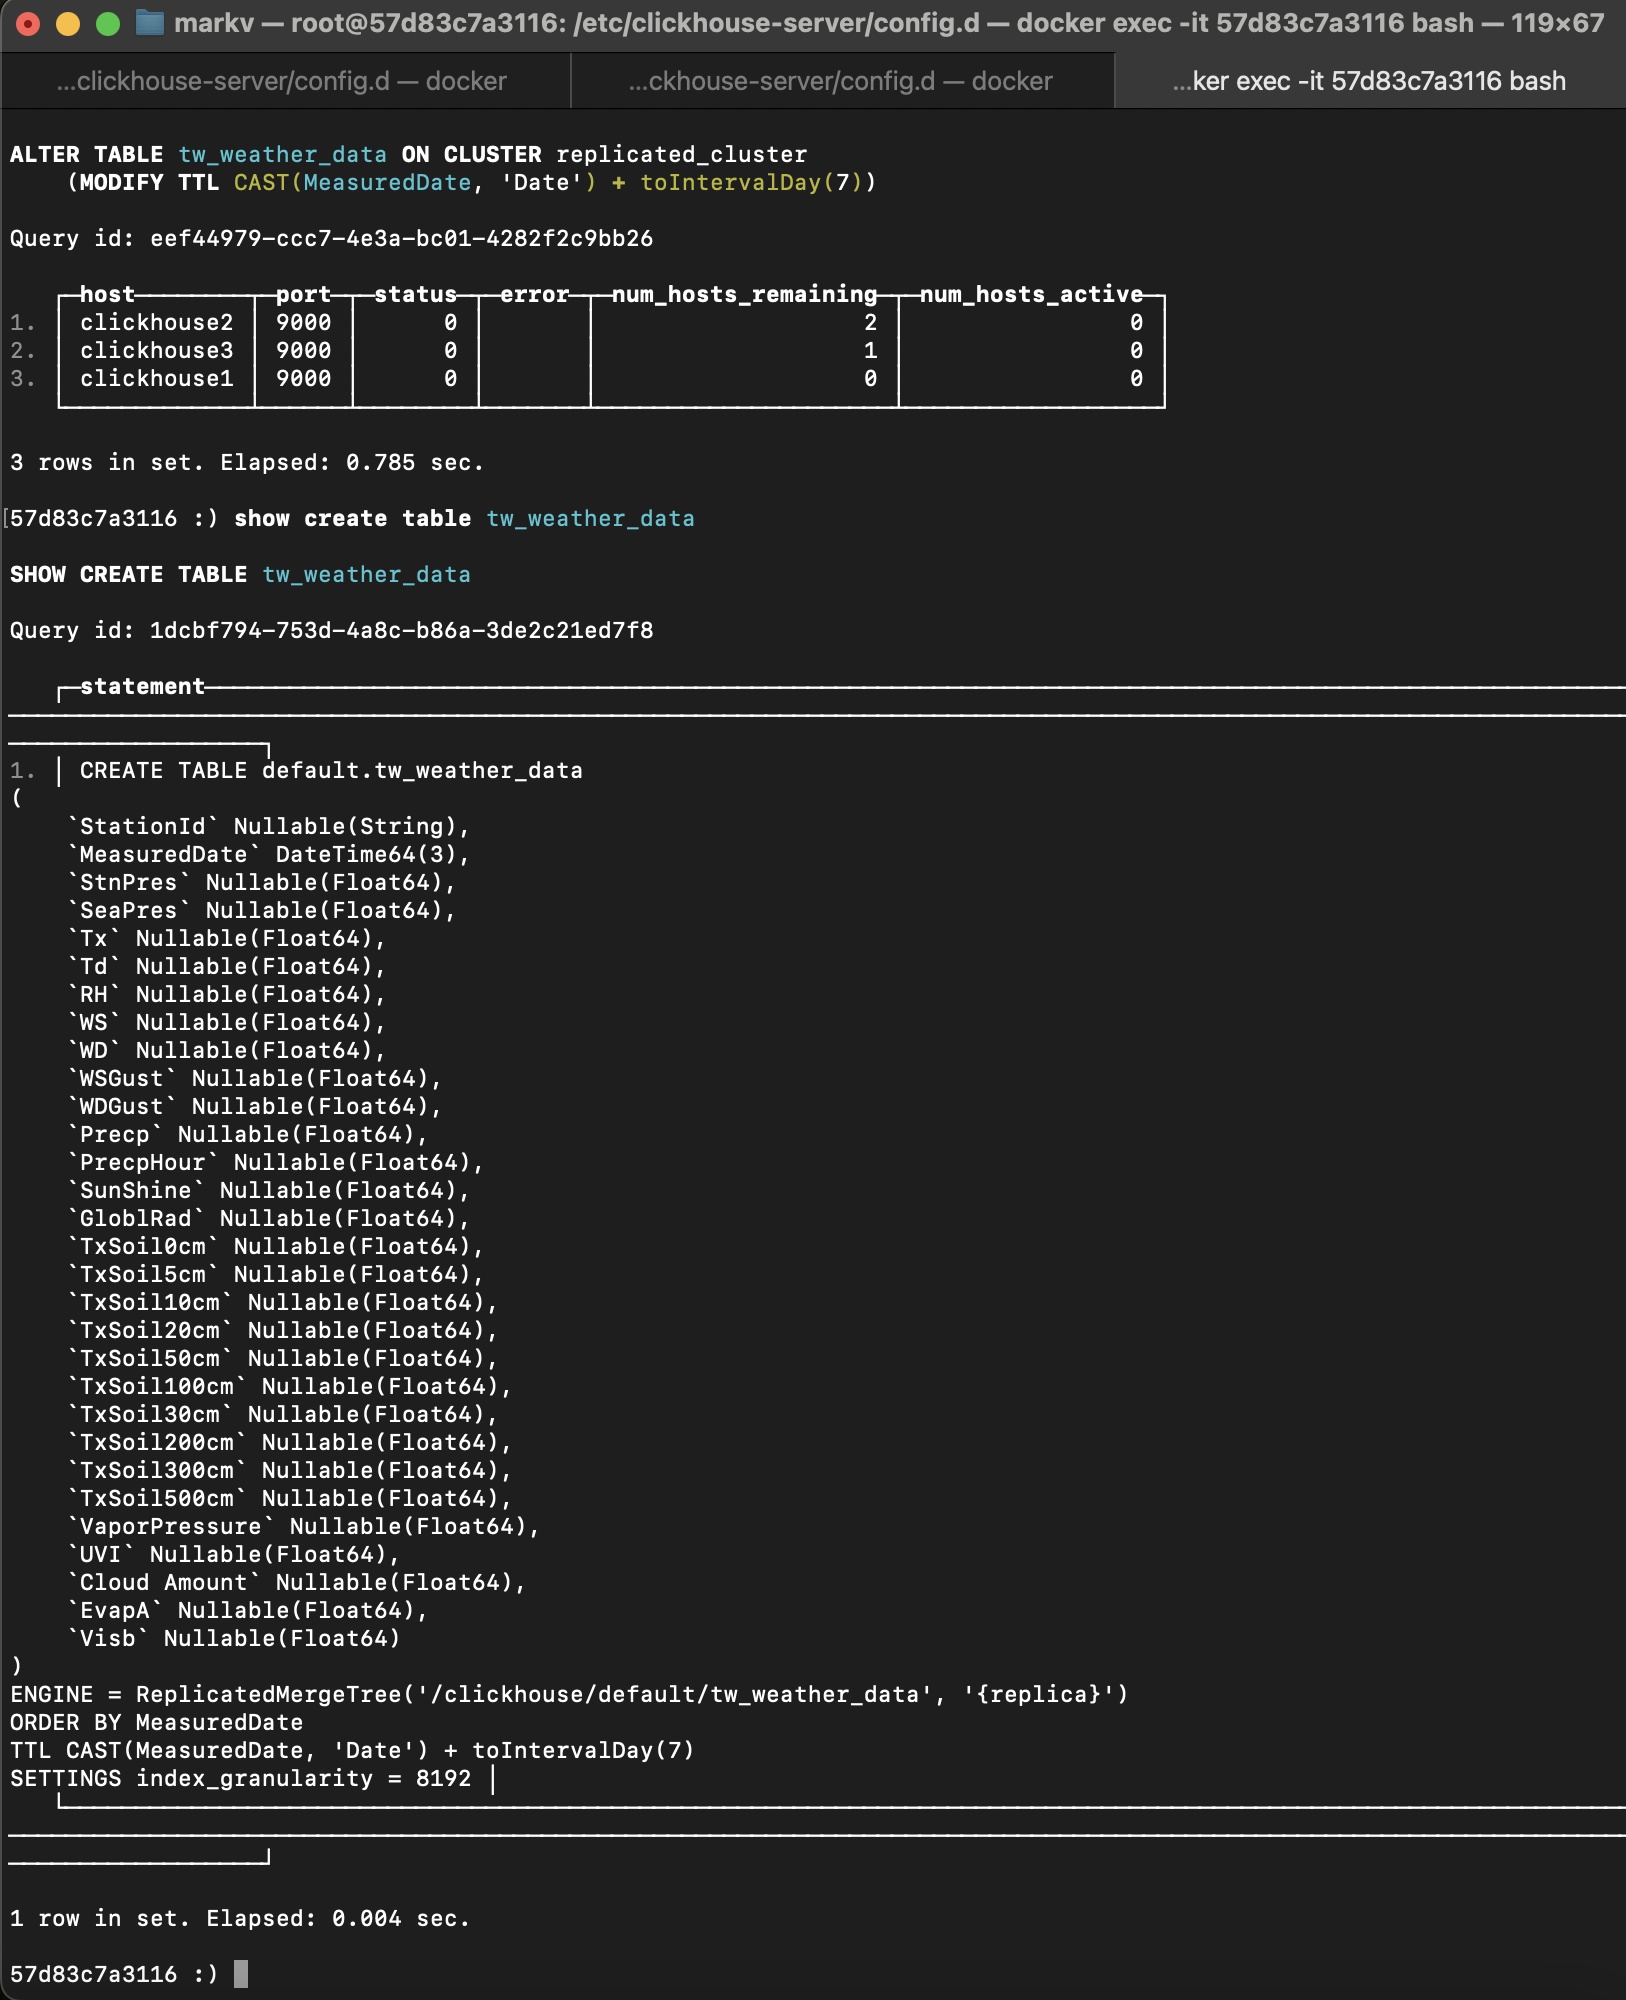 markv — root@57d83c7a3116: /etc/clickhouse-server/config.d — docker exec -it 57d83c7a3116 bash — 119×67
...clickhouse-server/config.d — docker
...ckhouse-server/config.d — docker
...ker exec -it 57d83c7a3116 bash
ALTER TABLE tw_weather_data ON CLUSTER replicated_cluster
(MODIFY TTL CAST(MeasuredDate, 'Date') + toIntervalDay(7))
Query id: eef44979-ccc7-4e3a-bc01-4282f2c9bb26
host port status error num_hosts_remaining num_hosts_active
1. clickhouse2 9000 0 2 0
2. clickhouse3 9000 0 1 0
3. clickhouse1 9000 0 0 0
3 rows in set. Elapsed: 0.785 sec.
57d83c7a3116 :) show create table tw_weather_data
SHOW CREATE TABLE tw_weather_data
Query id: 1dcbf794-753d-4a8c-b86a-3de2c21ed7f8
statement
1. │ CREATE TABLE default.tw_weather_data
(
`StationId` Nullable(String),
`MeasuredDate` DateTime64(3),
`StnPres` Nullable(Float64),
`SeaPres` Nullable(Float64),
`Tx` Nullable(Float64),
`Td` Nullable(Float64),
`RH` Nullable(Float64),
`WS` Nullable(Float64),
`WD` Nullable(Float64),
`WSGust` Nullable(Float64),
`WDGust` Nullable(Float64),
`Precp` Nullable(Float64),
`PrecpHour` Nullable(Float64),
`SunShine` Nullable(Float64),
`GloblRad` Nullable(Float64),
`TxSoil0cm` Nullable(Float64),
`TxSoil5cm` Nullable(Float64),
`TxSoil10cm` Nullable(Float64),
`TxSoil20cm` Nullable(Float64),
`TxSoil50cm` Nullable(Float64),
`TxSoil100cm` Nullable(Float64),
`TxSoil30cm` Nullable(Float64),
`TxSoil200cm` Nullable(Float64),
`TxSoil300cm` Nullable(Float64),
`TxSoil500cm` Nullable(Float64),
`VaporPressure` Nullable(Float64),
`UVI` Nullable(Float64),
`Cloud Amount` Nullable(Float64),
`EvapA` Nullable(Float64),
`Visb` Nullable(Float64)
)
ENGINE = ReplicatedMergeTree('/clickhouse/default/tw_weather_data', '{replica}')
ORDER BY MeasuredDate
TTL CAST(MeasuredDate, 'Date') + toIntervalDay(7)
SETTINGS index_granularity = 8192 │
1 row in set. Elapsed: 0.004 sec.
57d83c7a3116 :)